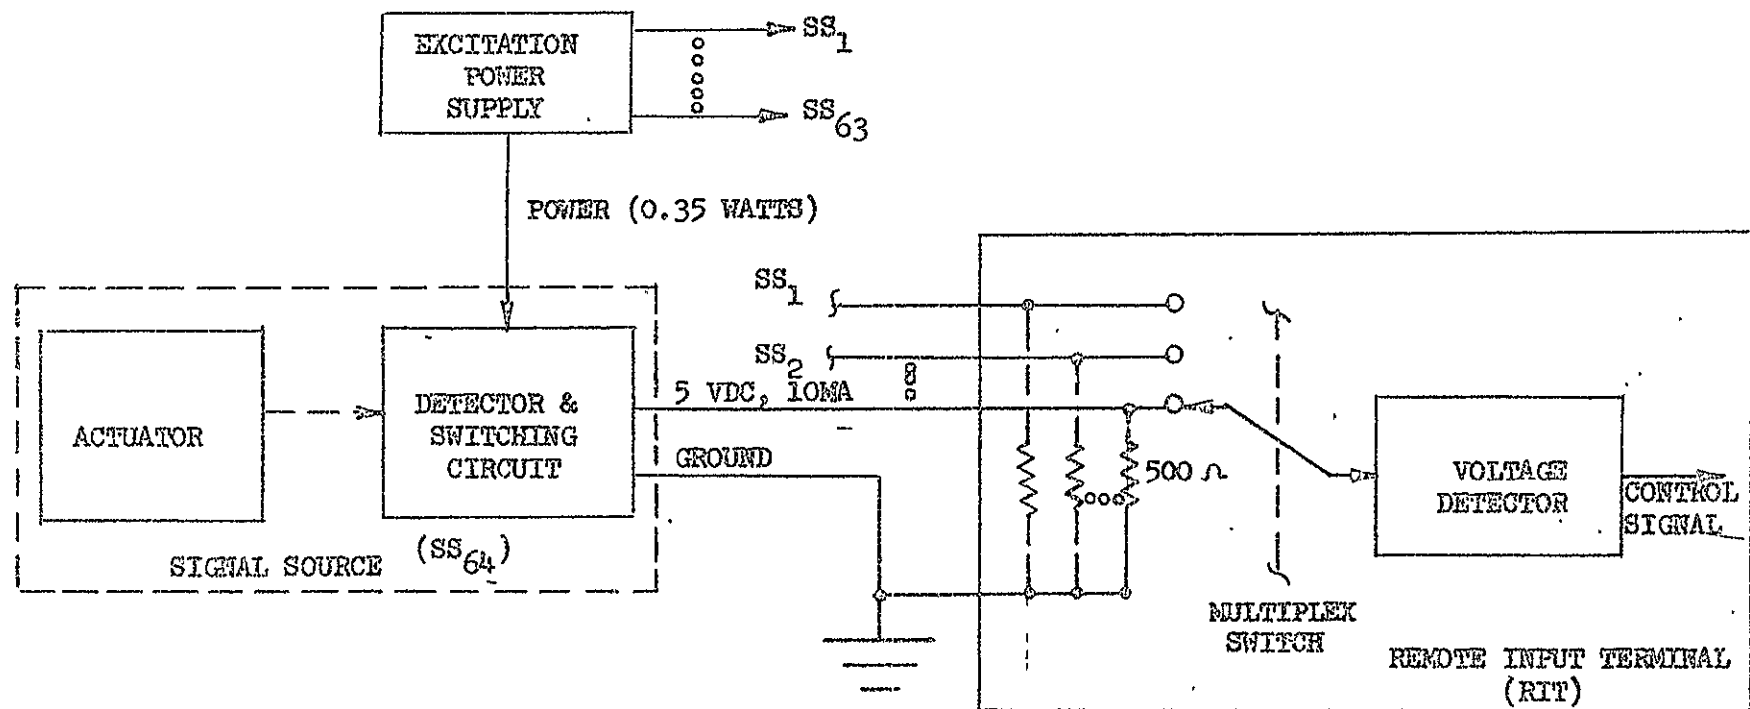 EXCITATION
POWER
SUPPLY
SS1
SS63
POWER (0.35 WATTS)
ACTUATOR
DETECTOR &
SWITCHING
CIRCUIT
(SS64)
SIGNAL SOURCE
SS1
SS2
5 VDC, 10MA
GROUND
500 Ω
MULTIPLEX
SWITCH
VOLTAGE
DETECTOR
CONTROL
SIGNAL
REMOTE INPUT TERMINAL
(RIT)